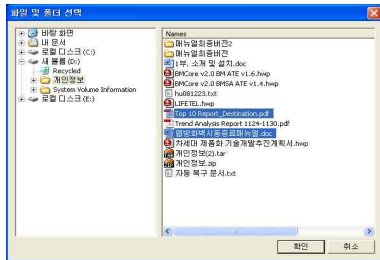 파일 및 폴더 선택
바탕 화면
내 문서
로컬 디스크 (C:)
새 볼륨 (D:)
Recycled
개인정보
System Volume Information
로컬 디스크 (E:)
Names
매뉴얼최종버전2
매뉴얼최종버전
1부. 소개 및 설치.doc
BMCore v2.0 BM ATE v1.6.hwp
BMCore v2.0 BMSA ATE v1.4.hwp
hu081223.txt
LIFETEL.hwp
Top 10 Report_Destination.pdf
Trend Analysis Report 1124-1130.pdf
웹방화벽시동종료매뉴얼.doc
차세대 제품화 기술개발추진계획서.hwp
개인정보(2).tar
개인정보.zip
자동 복구 문서.txt
확인
취소